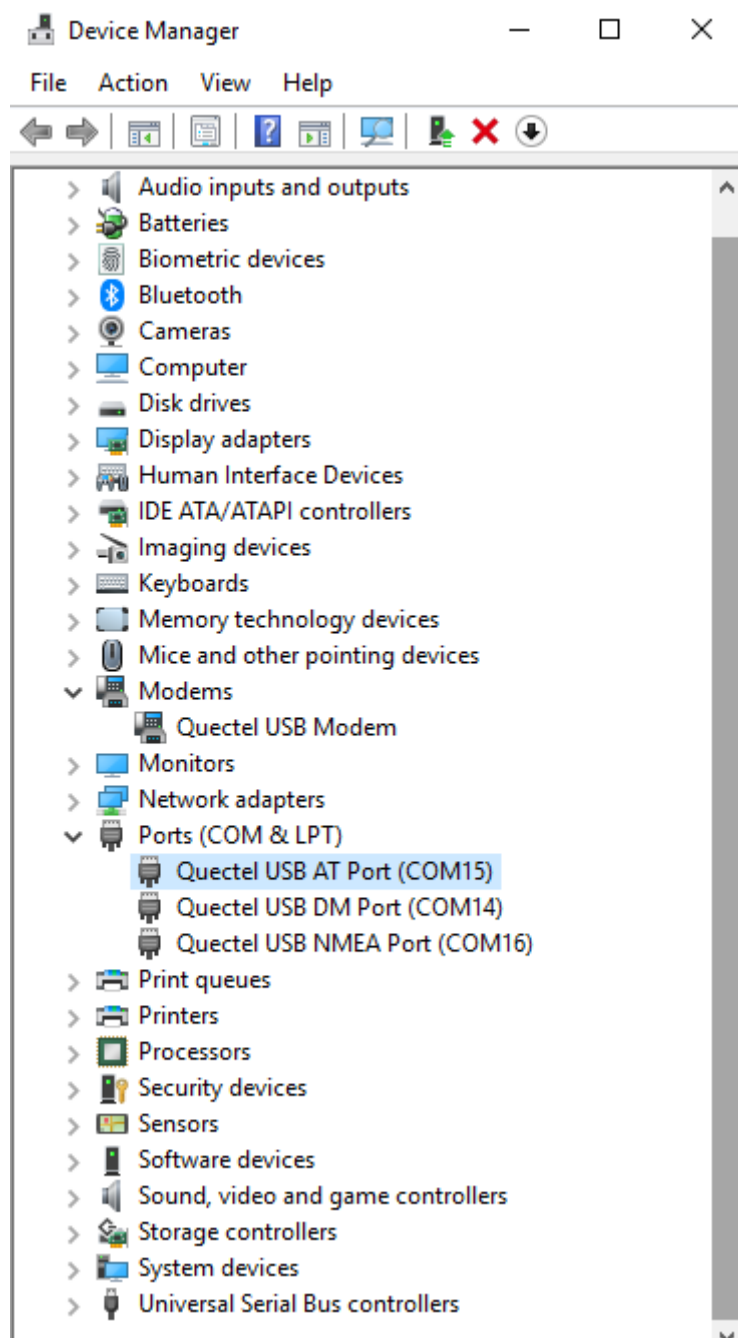 Device Manager
File Action View Help
Audio inputs and outputs
Batteries
Biometric devices
Bluetooth
Cameras
Computer
Disk drives
Display adapters
Human Interface Devices
IDE ATA/ATAPI controllers
Imaging devices
Keyboards
Memory technology devices
Mice and other pointing devices
Modems
Quectel USB Modem
Monitors
Network adapters
Ports (COM & LPT)
Quectel USB AT Port (COM15)
Quectel USB DM Port (COM14)
Quectel USB NMEA Port (COM16)
Print queues
Printers
Processors
Security devices
Sensors
Software devices
Sound, video and game controllers
Storage controllers
System devices
Universal Serial Bus controllers